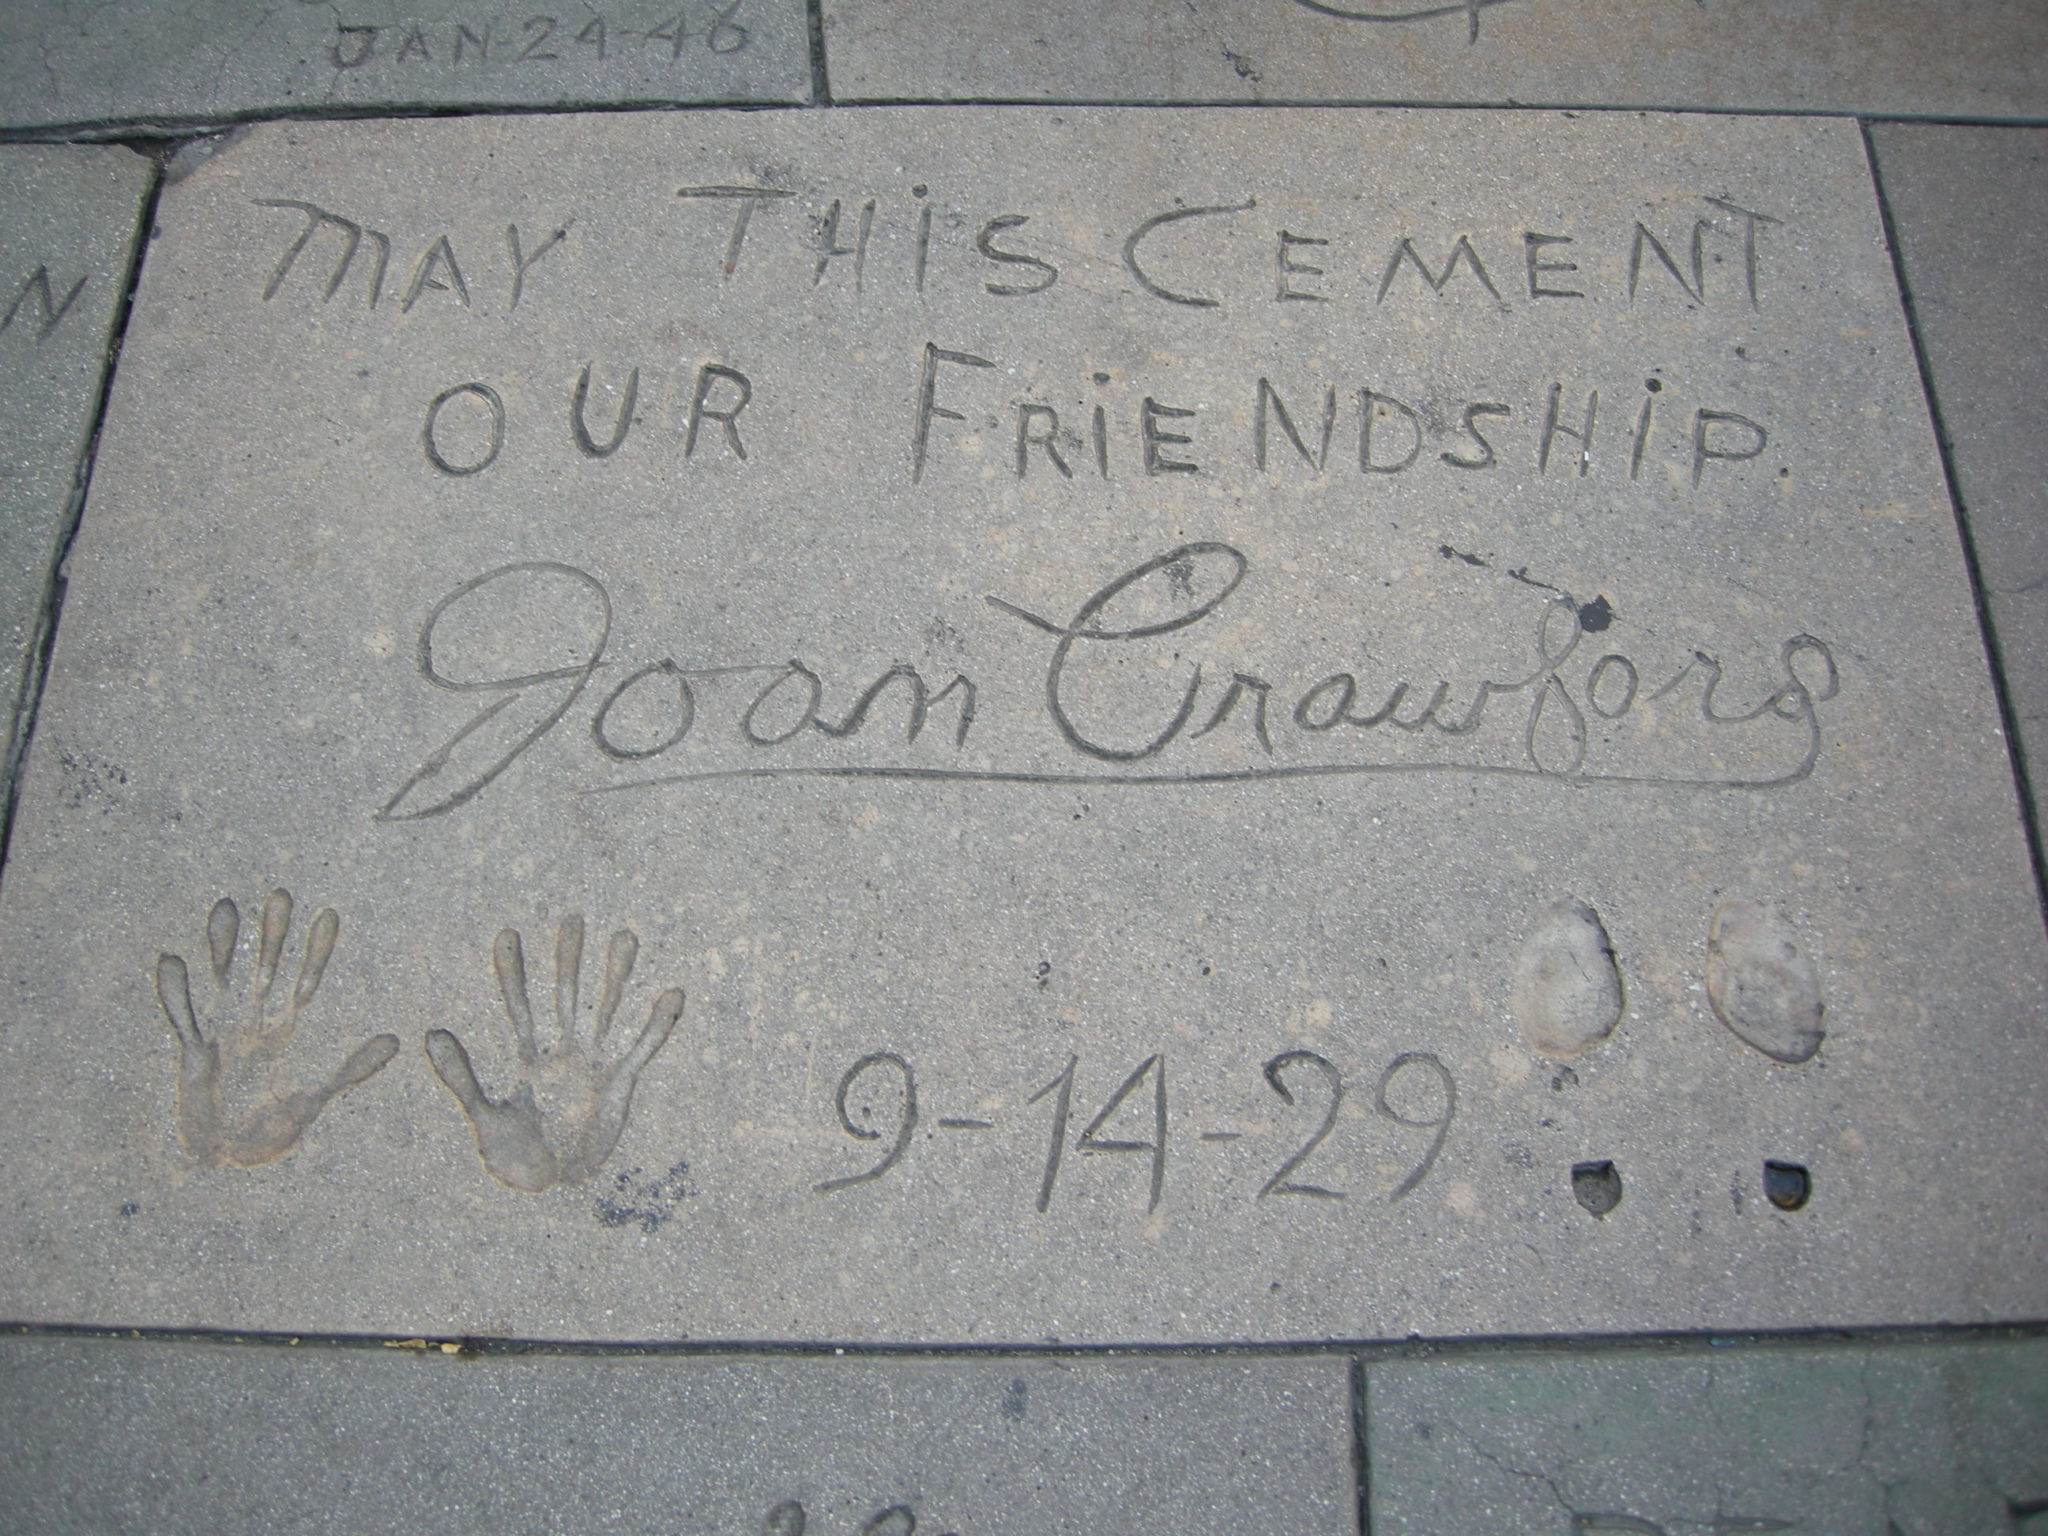 JAN-24-46
MAY THiS CEMENT
OUR FRiENDSHiP.
Joan Crawford
9-14-29